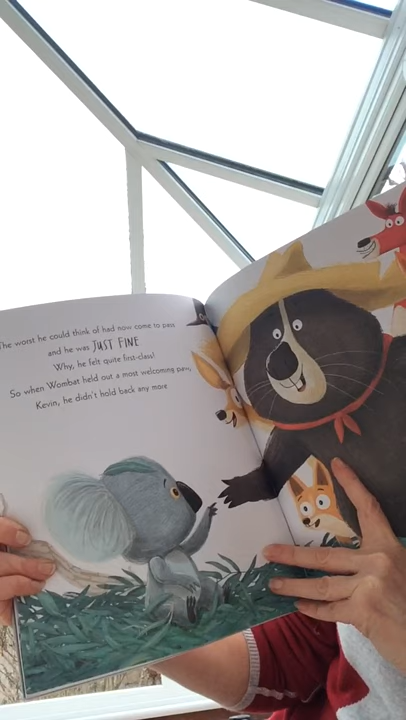 The worst he could think of had now come to pass
and he was JUST FINE
Why, he felt quite first-class!
So when Wombat held out a most welcoming paw,
Kevin, he didn't hold back any more